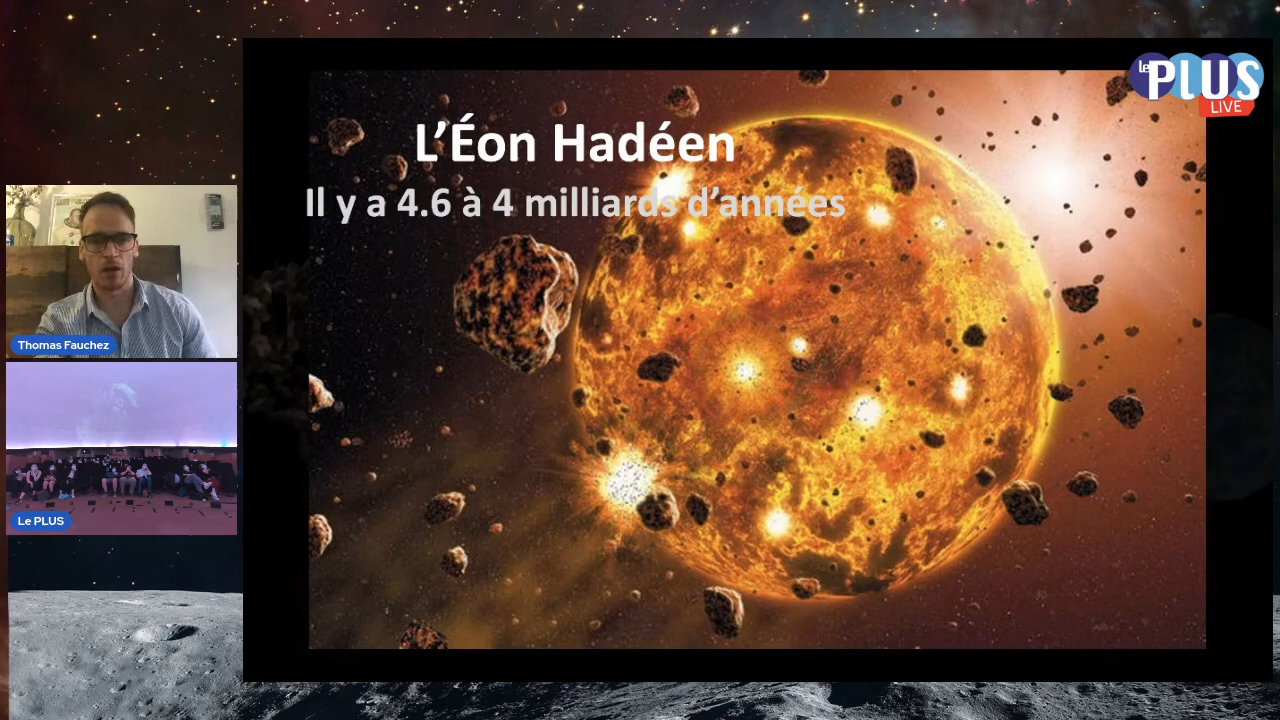 L'Éon Hadéen
Il y a 4.6 à 4 milliards d'années
le PLUS
LIVE
Thomas Fauchez
Le PLUS